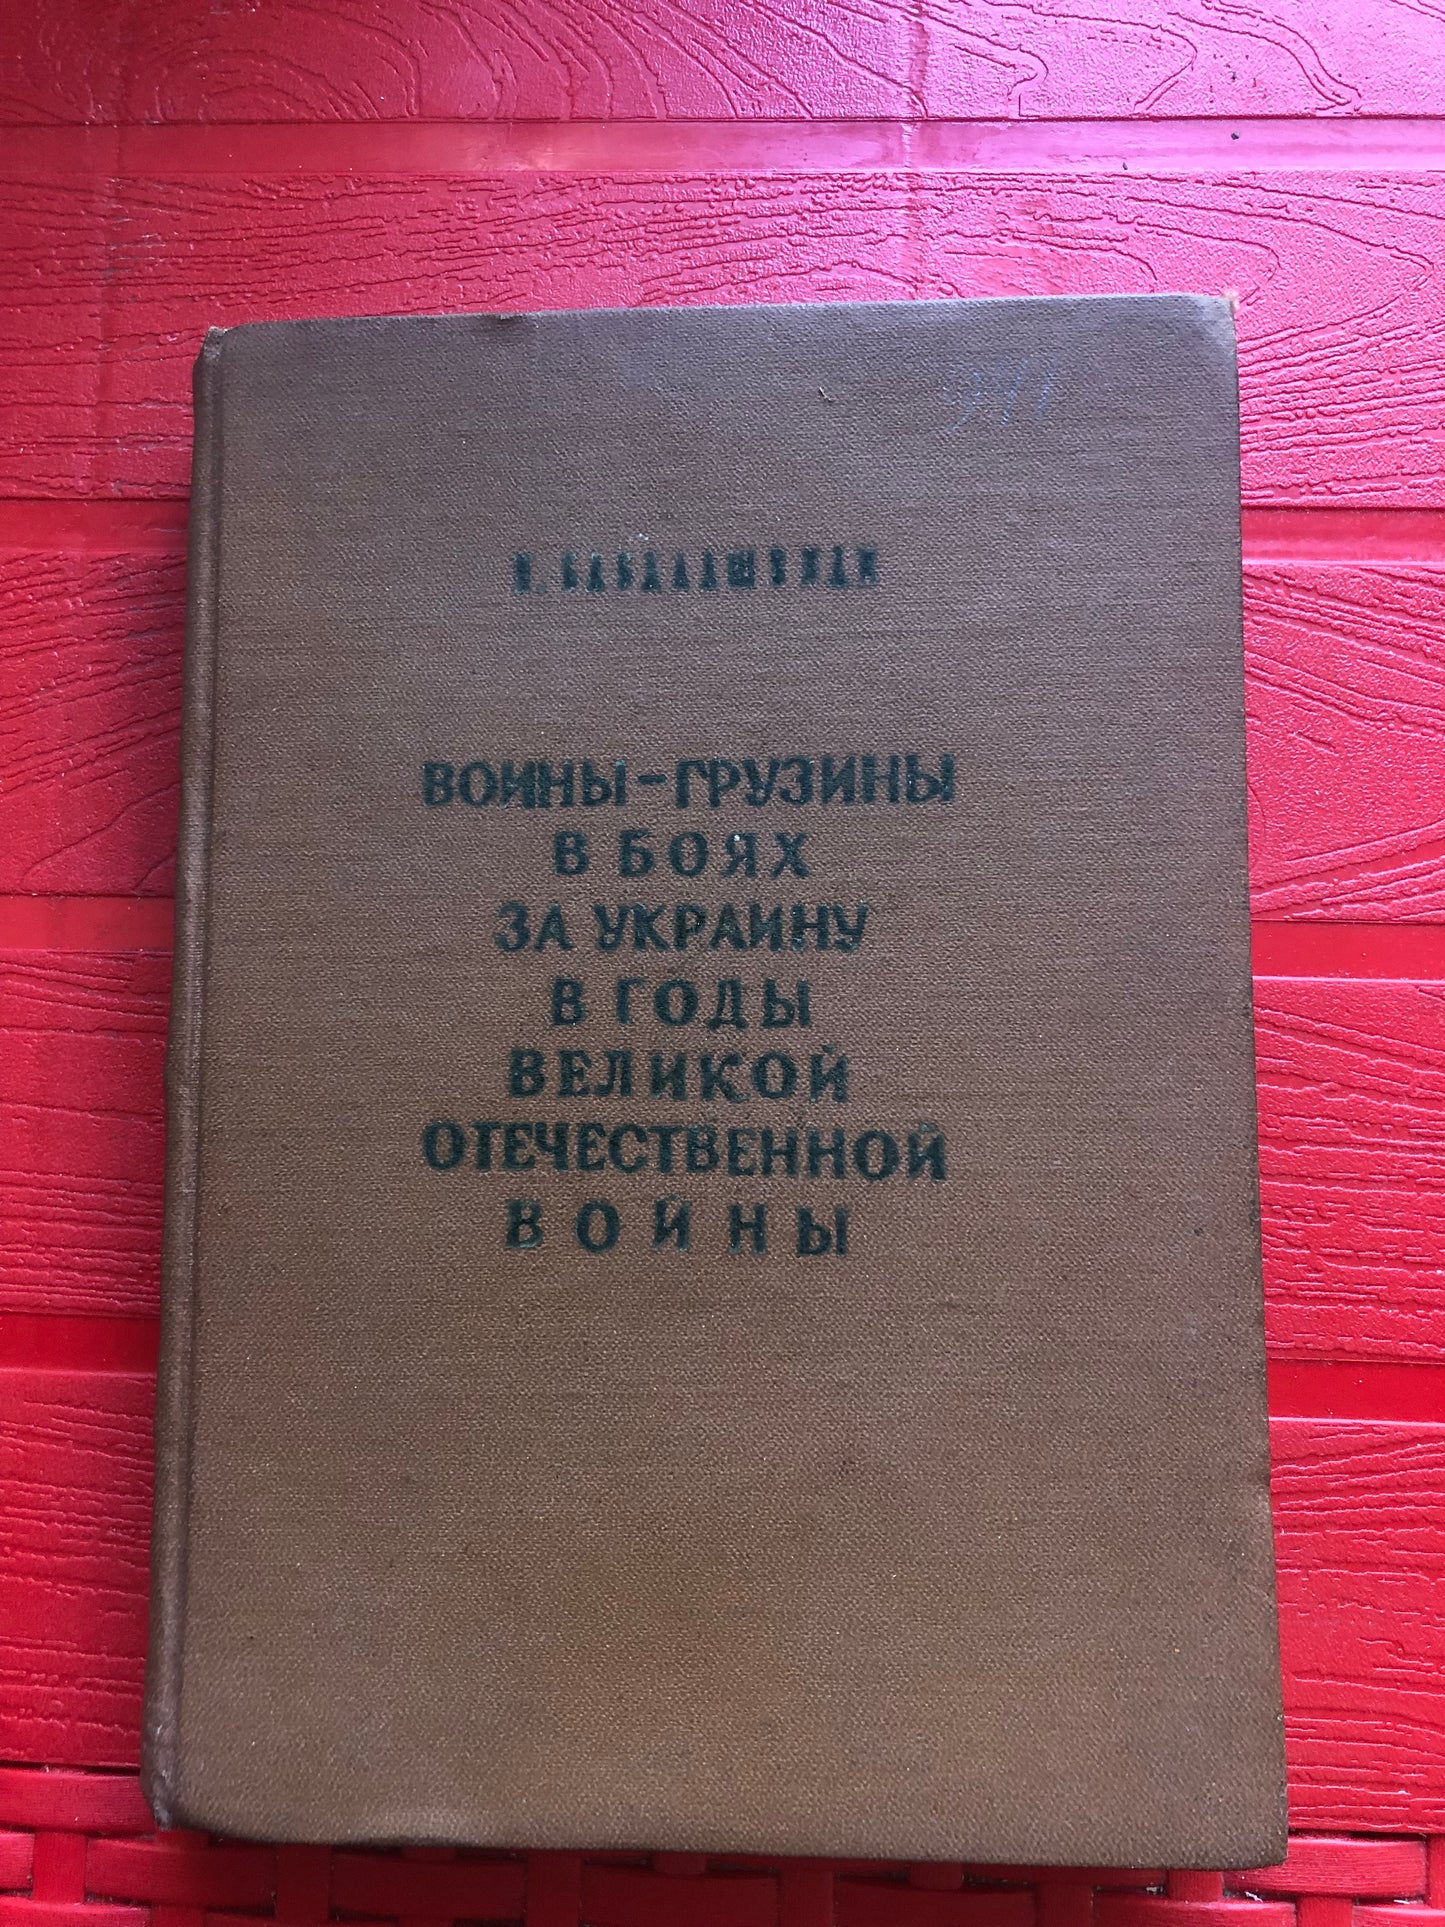 И. БАБАЛАШВИЛИ
ВОИНЫ-ГРУЗИНЫ
В БОЯХ
ЗА УКРАИНУ
В ГОДЫ
ВЕЛИКОЙ
ОТЕЧЕСТВЕННОЙ
ВОЙНЫ